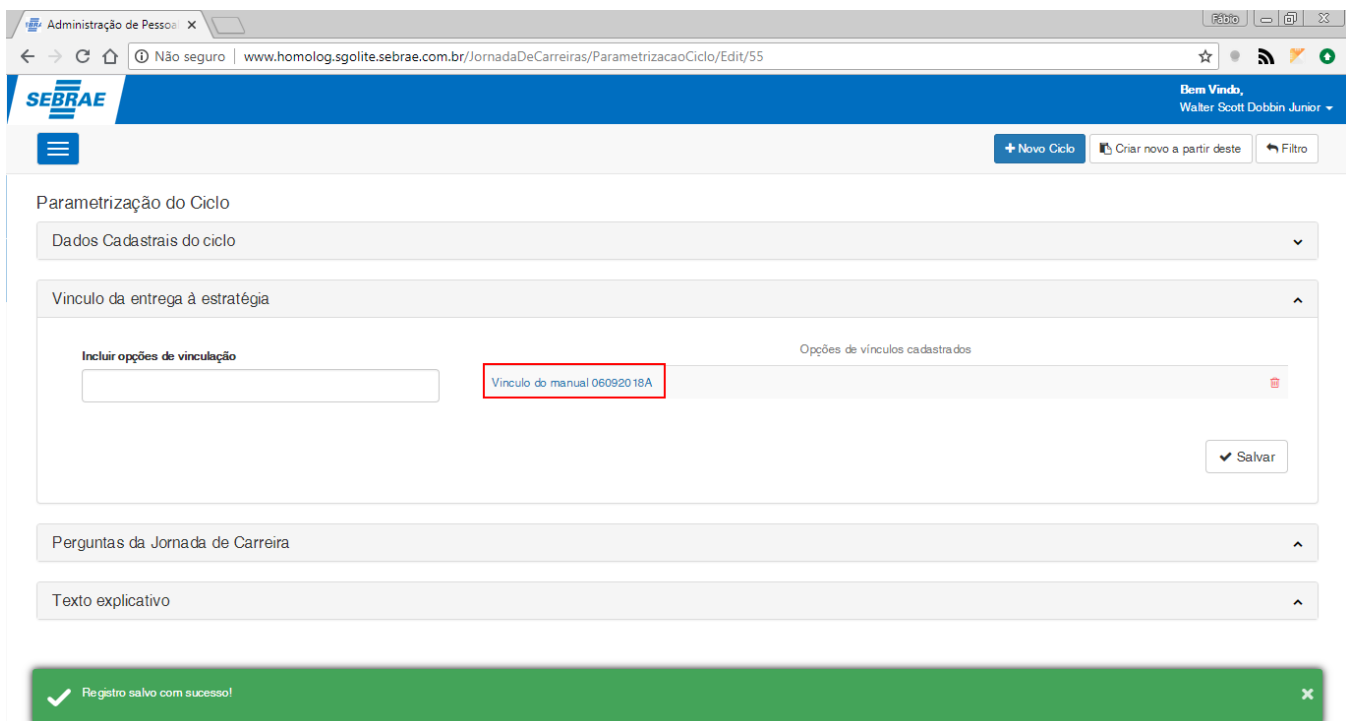 Administração de Pessoa
Fábio
Não seguro | www.homolog.sgolite.sebrae.com.br/JornadaDeCarreiras/ParametrizacaoCiclo/Edit/55
SEBRAE
Bem Vindo,
Walter Scott Dobbin Junior
+ Novo Ciclo
Criar novo a partir deste
Filtro
Parametrização do Ciclo
Dados Cadastrais do ciclo
Vinculo da entrega à estratégia
Incluir opções de vinculação
Opções de vínculos cadastrados
Vinculo do manual 06092018A
Salvar
Perguntas da Jornada de Carreira
Texto explicativo
Registro salvo com sucesso!